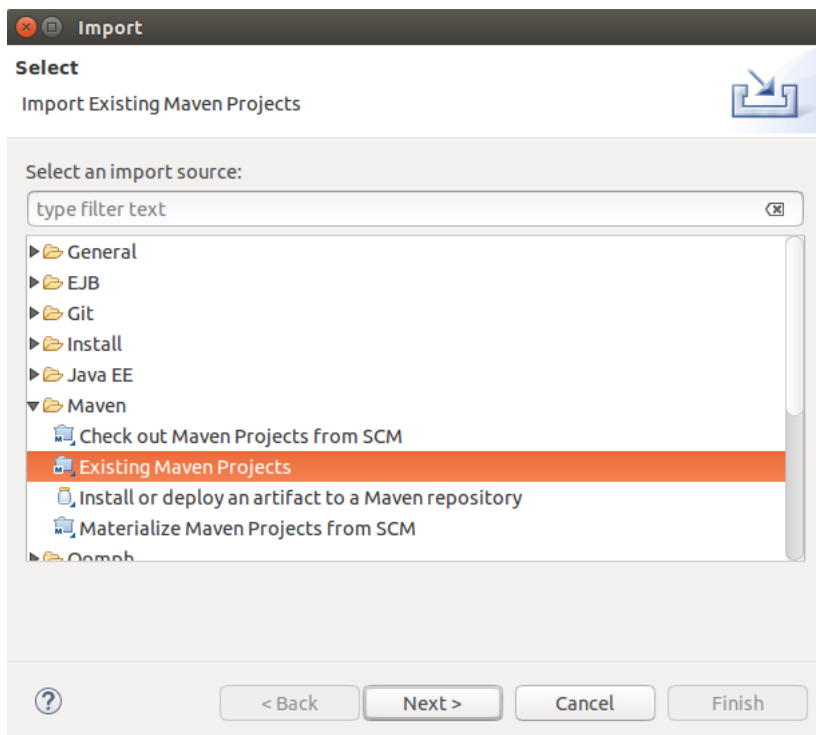 Import
Select
Import Existing Maven Projects
Select an import source:
type filter text
General
EJB
Git
Install
Java EE
Maven
Check out Maven Projects from SCM
Existing Maven Projects
Install or deploy an artifact to a Maven repository
Materialize Maven Projects from SCM
Oomph
< Back Next > Cancel Finish